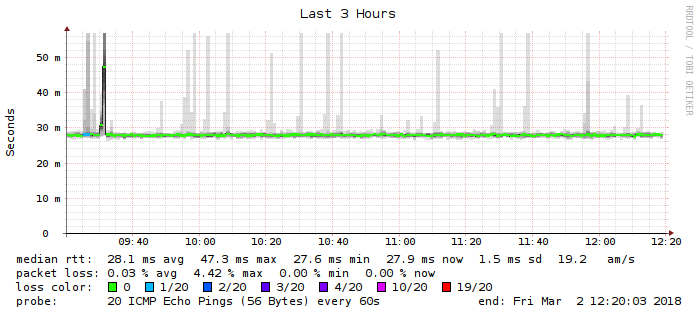 Last 3 Hours
RRDTOOL / TOBI OETIKER
Seconds
50 m
40 m
30 m
20 m
10 m
0
09:40 10:00 10:20 10:40 11:00 11:20 11:40 12:00 12:20
median rtt: 28.1 ms avg 47.3 ms max 27.6 ms min 27.9 ms now 1.5 ms sd 19.2 am/s
packet loss: 0.03 % avg 4.42 % max 0.00 % min 0.00 % now
loss color: 0 1/20 2/20 3/20 4/20 10/20 19/20
probe: 20 ICMP Echo Pings (56 Bytes) every 60s end: Fri Mar 2 12:20:03 2018